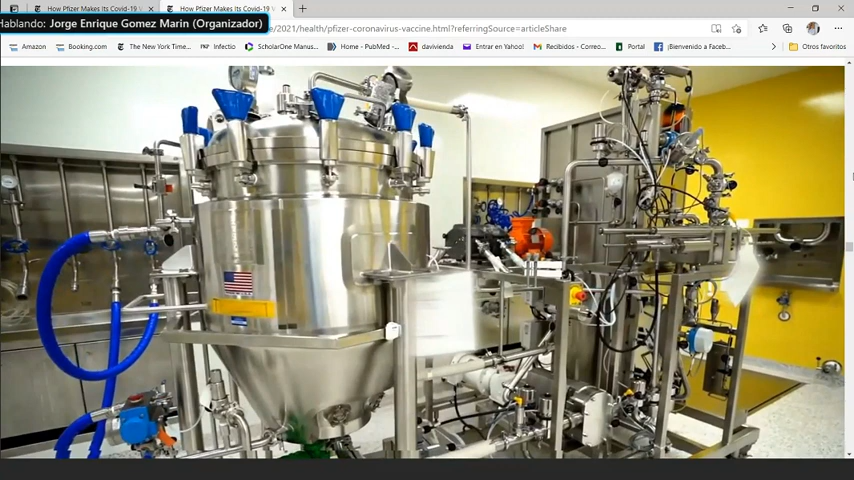 How Pfizer Makes Its Covid-19 V
How Pfizer Makes Its Covid-19 V
Hablando: Jorge Enrique Gomez Marin (Organizador)
2021/health/pfizer-coronavirus-vaccine.html?referringSource=articleShare
Amazon
Booking.com
The New York Times...
Infectio
ScholarOne Manus...
Home - PubMed -...
davivienda
Entrar en Yahoo!
Recibidos - Correo...
Portal
¡Bienvenido a Faceb...
Otros favoritos